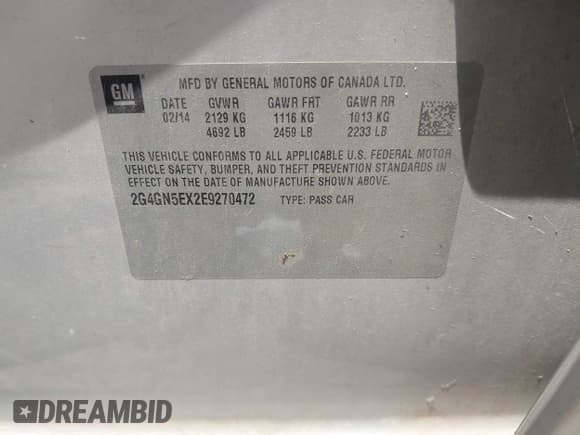 GM
MFD BY GENERAL MOTORS OF CANADA LTD.
DATE GVWR GAWR FRT GAWR RR
02/14 2129 KG 1116 KG 1013 KG
4692 LB 2459 LB 2233 LB
THIS VEHICLE CONFORMS TO ALL APPLICABLE U.S. FEDERAL MOTOR
VEHICLE SAFETY, BUMPER, AND THEFT PREVENTION STANDARDS IN
EFFECT ON THE DATE OF MANUFACTURE SHOWN ABOVE.
2G4GN5EX2E9270472 TYPE: PASS CAR
DREAMBID